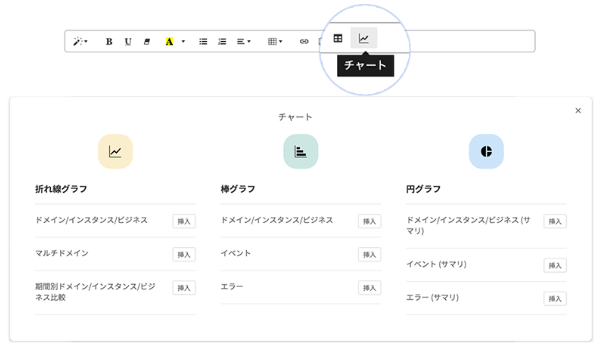 B U A
チャート
チャート
×
折れ線グラフ
ドメイン/インスタンス/ビジネス 挿入
マルチドメイン 挿入
期間別ドメイン/インスタンス/ビジ
ネス比較 挿入
棒グラフ
ドメイン/インスタンス/ビジネス 挿入
イベント 挿入
エラー 挿入
円グラフ
ドメイン/インスタンス/ビジネス (サ
マリ) 挿入
イベント (サマリ) 挿入
エラー (サマリ) 挿入